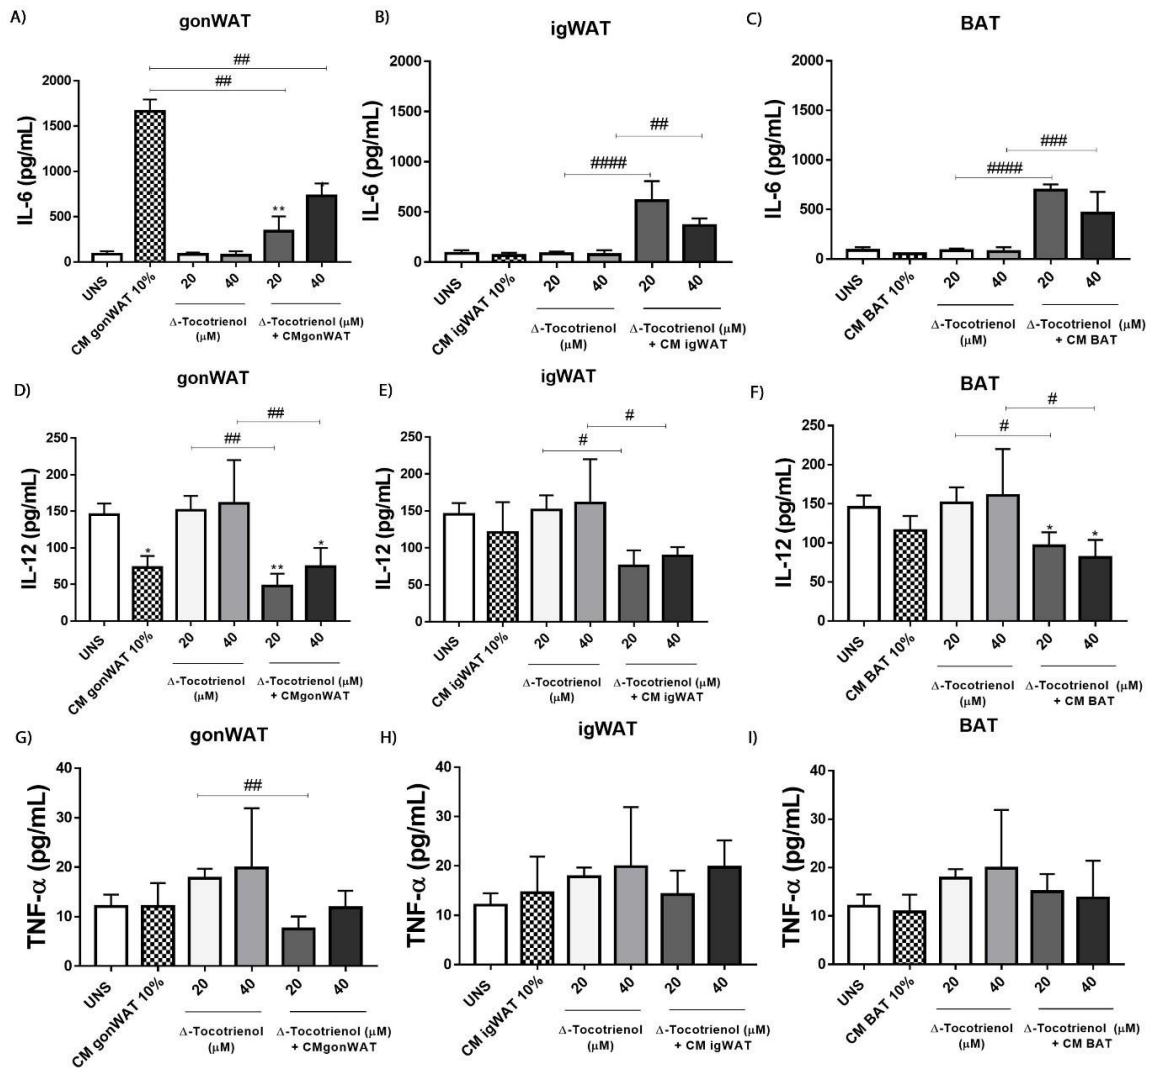 A)
gonWAT
##
##
IL-6 (pg/mL)
2000
1500
1000
500
0
**
UNS
CM gonWAT 10%
20
40
20
40
Δ-Tocotrienol
(μM)
Δ-Tocotrienol (μM)
+ CMgonWAT
B)
igWAT
##
####
IL-6 (pg/mL)
2000
1500
1000
500
0
UNS
CM igWAT 10%
20
40
20
40
Δ-Tocotrienol
(μM)
Δ-Tocotrienol (μM)
+ CM igWAT
C)
BAT
###
####
IL-6 (pg/mL)
2000
1500
1000
500
0
UNS
CM BAT 10%
20
40
20
40
Δ-Tocotrienol
(μM)
Δ-Tocotrienol (μM)
+ CM BAT
D)
gonWAT
##
##
IL-12 (pg/mL)
250
200
150
100
50
0
*
**
*
UNS
CM gonWAT 10%
20
40
20
40
Δ-Tocotrienol
(μM)
Δ-Tocotrienol (μM)
+ CMgonWAT
E)
igWAT
#
#
IL-12 (pg/mL)
250
200
150
100
50
0
UNS
CM igWAT 10%
20
40
20
40
Δ-Tocotrienol
(μM)
Δ-Tocotrienol (μM)
+ CM igWAT
F)
BAT
#
#
IL-12 (pg/mL)
250
200
150
100
50
0
*
*
UNS
CM BAT 10%
20
40
20
40
Δ-Tocotrienol
(μM)
Δ-Tocotrienol (μM)
+ CM BAT
G)
gonWAT
##
TNF-α (pg/mL)
40
30
20
10
0
UNS
CM gonWAT 10%
20
40
20
40
Δ-Tocotrienol
(μM)
Δ-Tocotrienol (μM)
+ CMgonWAT
H)
igWAT
TNF-α (pg/mL)
40
30
20
10
0
UNS
CM igWAT 10%
20
40
20
40
Δ-Tocotrienol
(μM)
Δ-Tocotrienol (μM)
+ CM igWAT
I)
BAT
TNF-α (pg/mL)
40
30
20
10
0
UNS
CM BAT 10%
20
40
20
40
Δ-Tocotrienol
(μM)
Δ-Tocotrienol (μM)
+ CM BAT